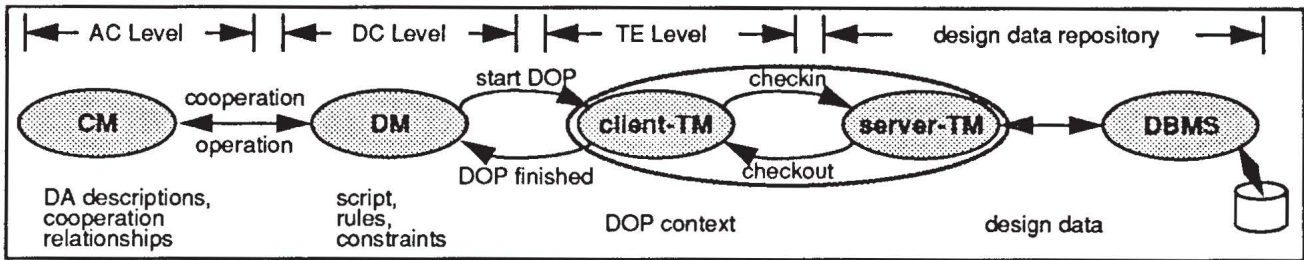 AC Level
DC Level
TE Level
design data repository
start DOP
checkin
cooperation
CM
DM
client-TM
server-TM
DBMS
operation
DOP finished
checkout
DA descriptions,
cooperation
relationships
script,
rules,
constraints
DOP context
design data